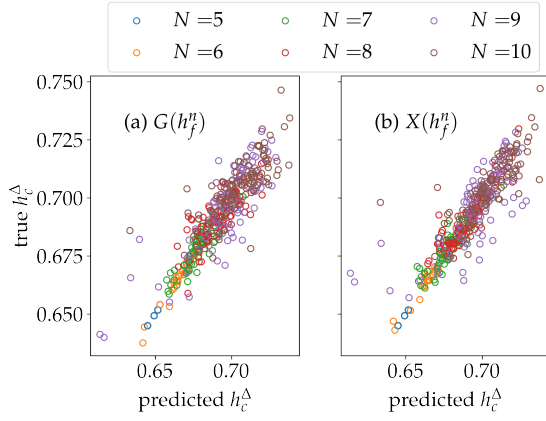 N = 5 N = 7 N = 9
N = 6 N = 8 N = 10
(a) G(h_f^n) (b) X(h_f^n)
true h_c^Δ
0.750
0.725
0.700
0.675
0.650
0.65 0.70 0.65 0.70
predicted h_c^Δ predicted h_c^Δ